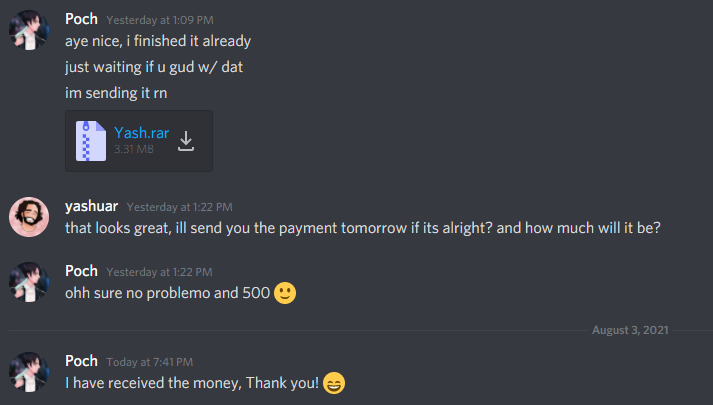 Poch Yesterday at 1:09 PM
aye nice, i finished it already
just waiting if u gud w/ dat
im sending it rn
Yash.rar
3.31 MB
yashuar Yesterday at 1:22 PM
that looks great, ill send you the payment tomorrow if its alright? and how much will it be?
Poch Yesterday at 1:22 PM
ohh sure no problemo and 500 🙂
August 3, 2021
Poch Today at 7:41 PM
I have received the money, Thank you! 😄